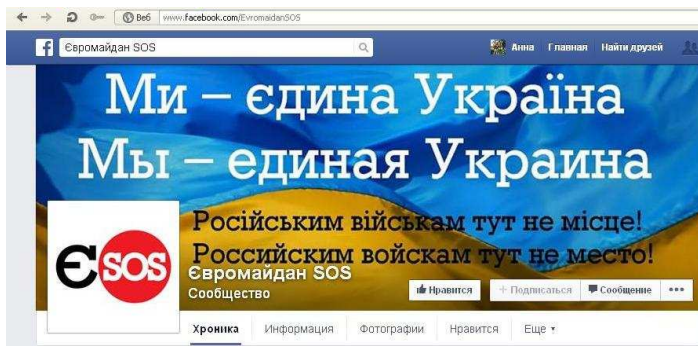 Веб www.facebook.com/EvromaidanSOS
Євромайдан SOS
Анна Главная Найти друзей
Ми – єдина Україна
Мы – единая Украина
Російським військам тут не місце!
Российским войскам тут не место!
ЄSOS
Євромайдан SOS
Сообщество
Нравится
Подписаться
Сообщение
Хроника Информация Фотографии Нравится Еще